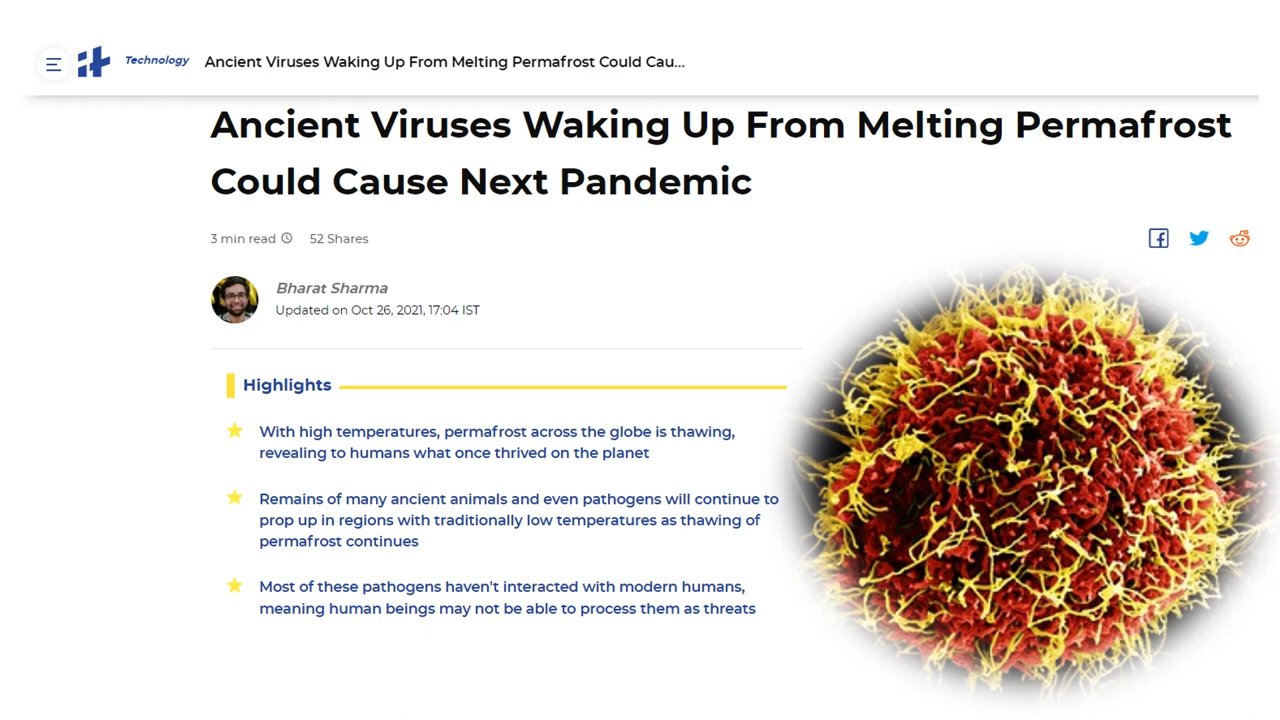 Technology
Ancient Viruses Waking Up From Melting Permafrost Could Cau...
Ancient Viruses Waking Up From Melting Permafrost
Could Cause Next Pandemic
3 min read
52 Shares
Bharat Sharma
Updated on Oct 26, 2021, 17:04 IST
Highlights
With high temperatures, permafrost across the globe is thawing,
revealing to humans what once thrived on the planet
Remains of many ancient animals and even pathogens will continue to
prop up in regions with traditionally low temperatures as thawing of
permafrost continues
Most of these pathogens haven't interacted with modern humans,
meaning human beings may not be able to process them as threats